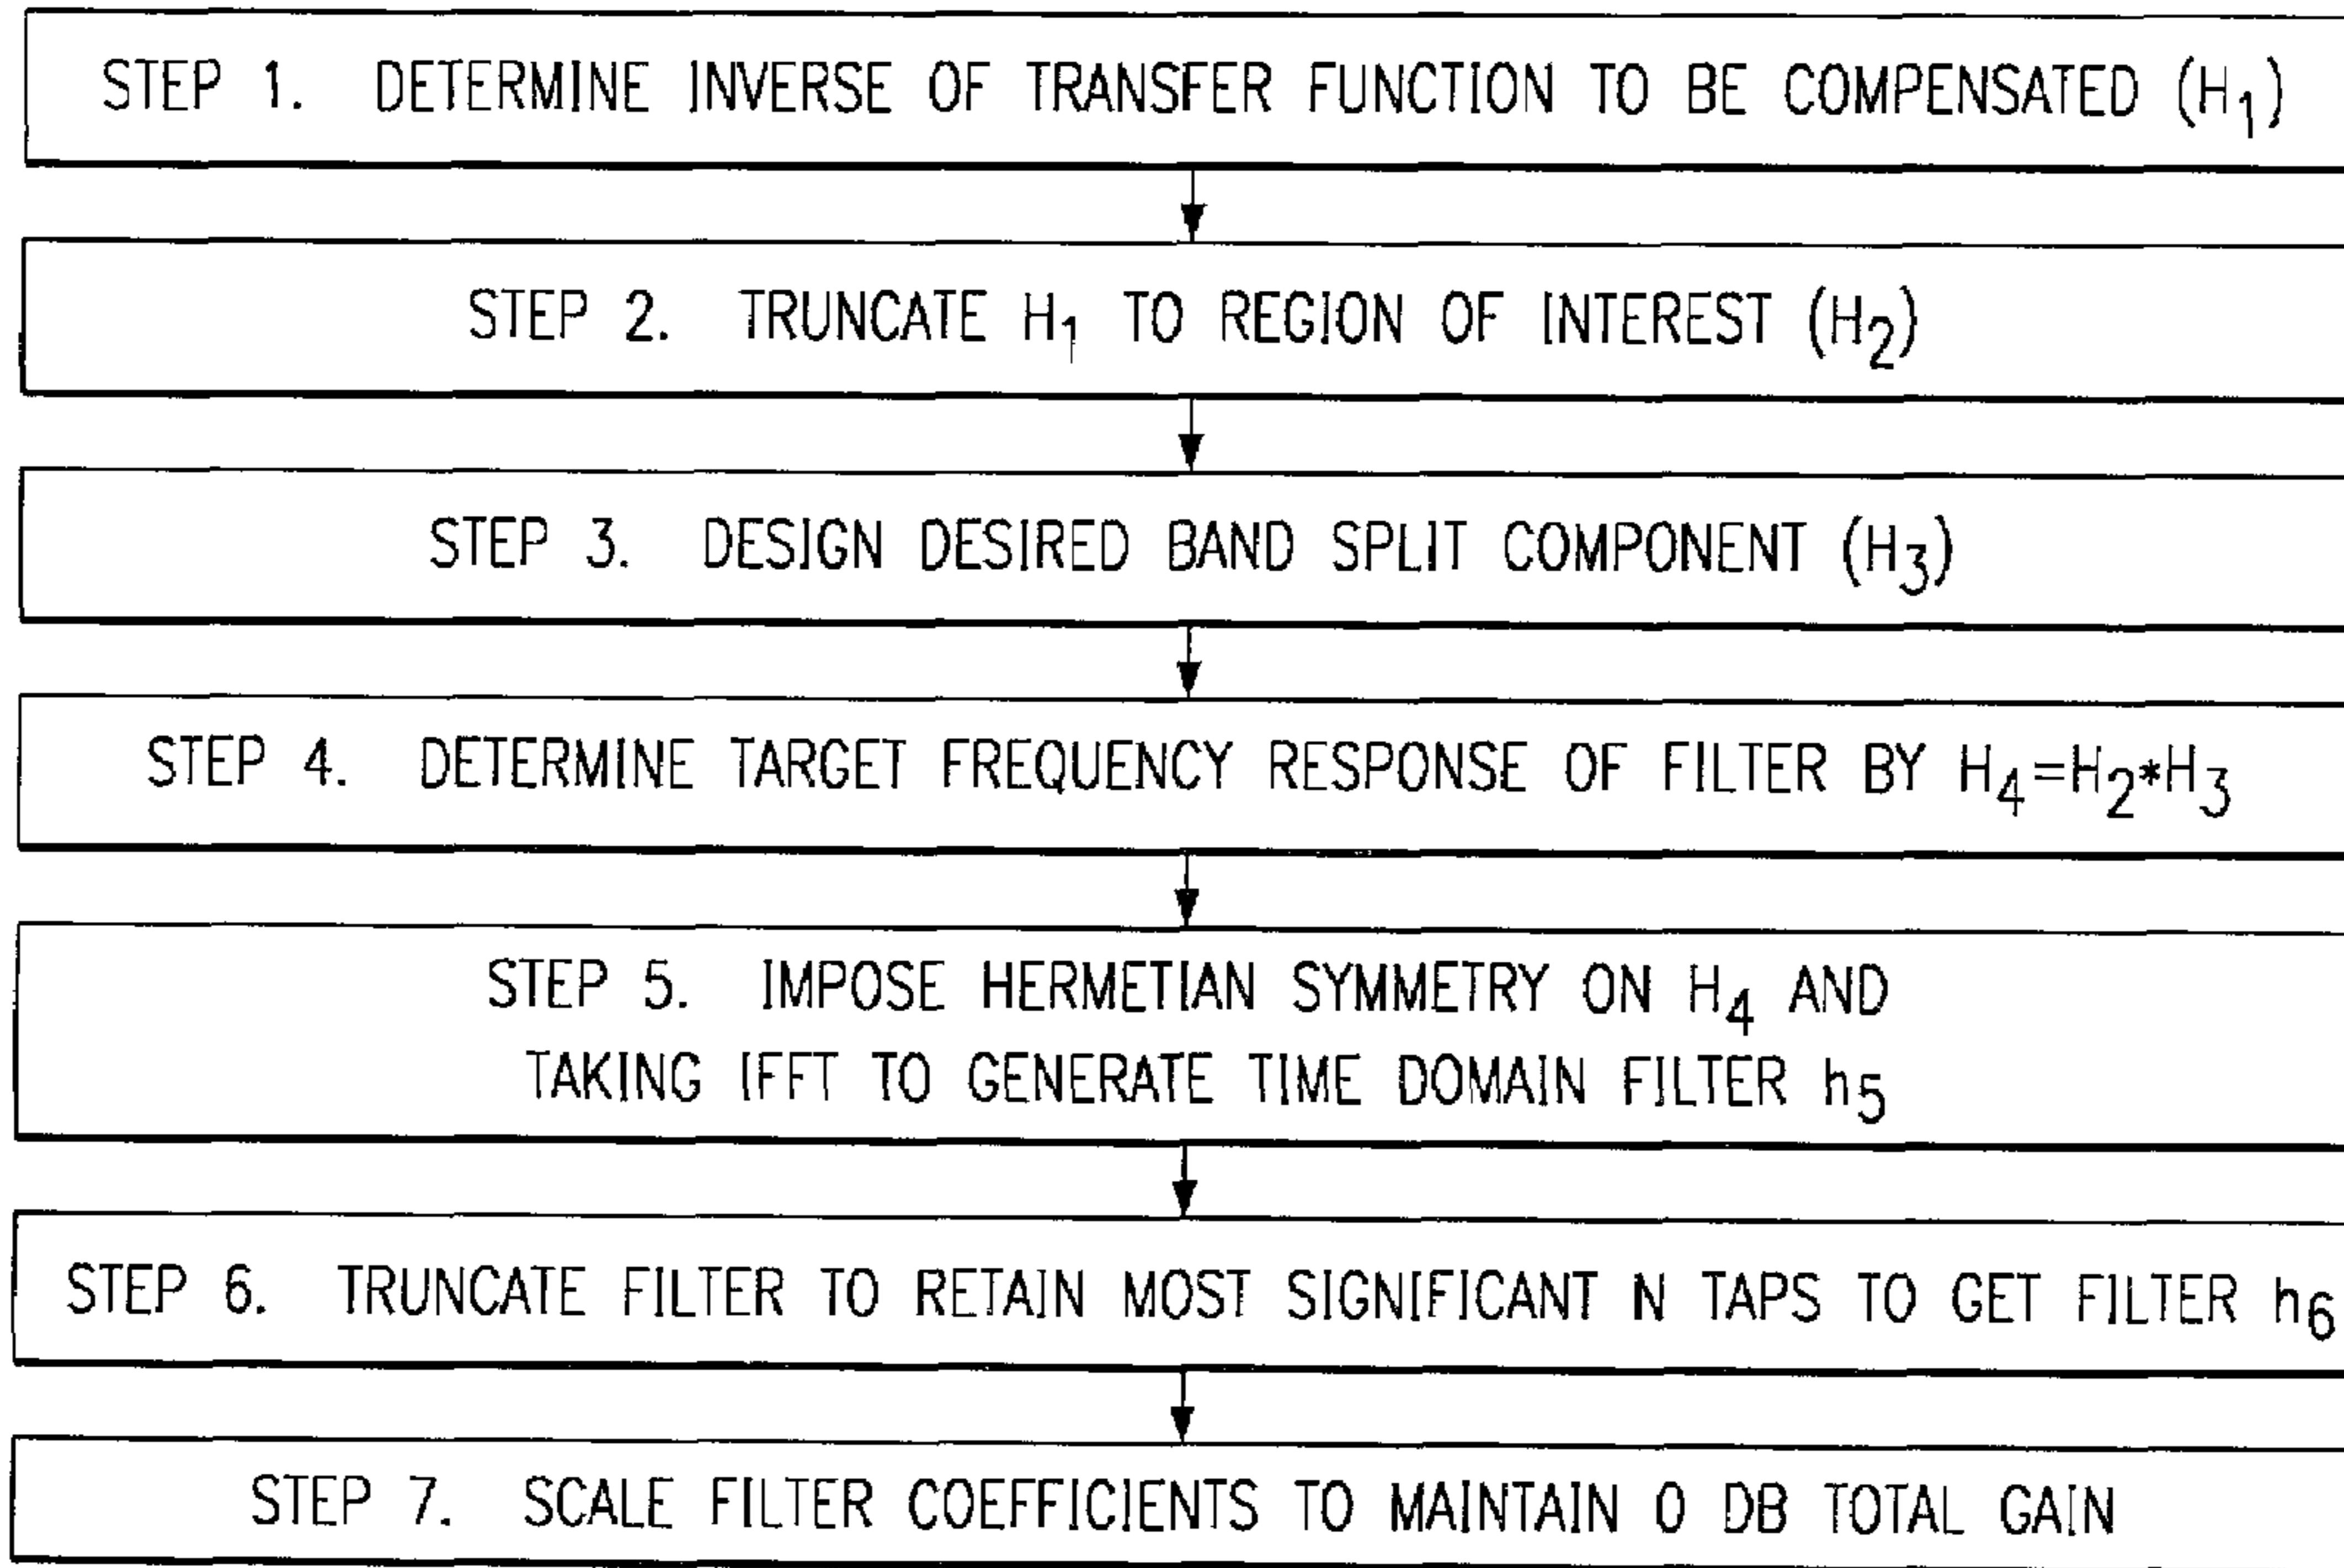 STEP 1. DETERMINE INVERSE OF TRANSFER FUNCTION TO BE COMPENSATED (H₁)
STEP 2. TRUNCATE H₁ TO REGION OF INTEREST (H₂)
STEP 3. DESIGN DESIRED BAND SPLIT COMPONENT (H₃)
STEP 4. DETERMINE TARGET FREQUENCY RESPONSE OF FILTER BY H₄=H₂*H₃
STEP 5. IMPOSE HERMETIAN SYMMETRY ON H₄ AND
TAKING IFFT TO GENERATE TIME DOMAIN FILTER h₅
STEP 6. TRUNCATE FILTER TO RETAIN MOST SIGNIFICANT N TAPS TO GET FILTER h₆
STEP 7. SCALE FILTER COEFFICIENTS TO MAINTAIN 0 DB TOTAL GAIN